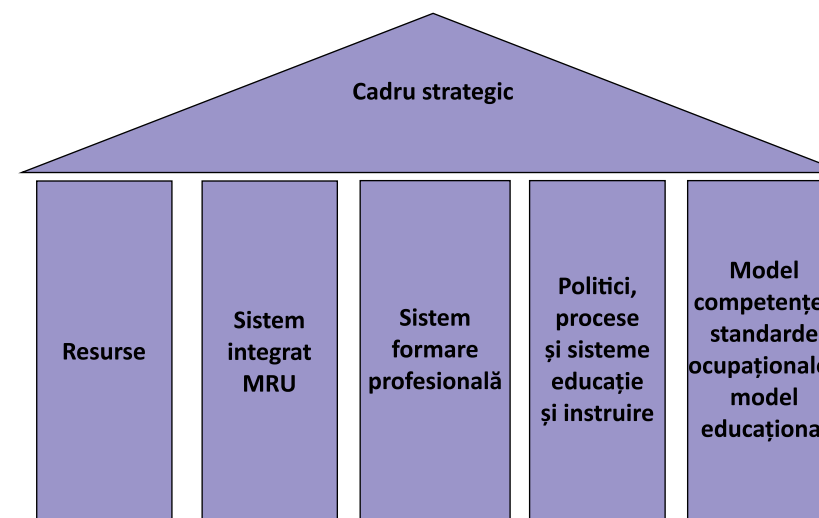 Cadru strategic
Resurse
Sistem
integrat
MRU
Sistem
formare
profesională
Politici,
procese
și sisteme
educație
și instruire
Model
standarde
model